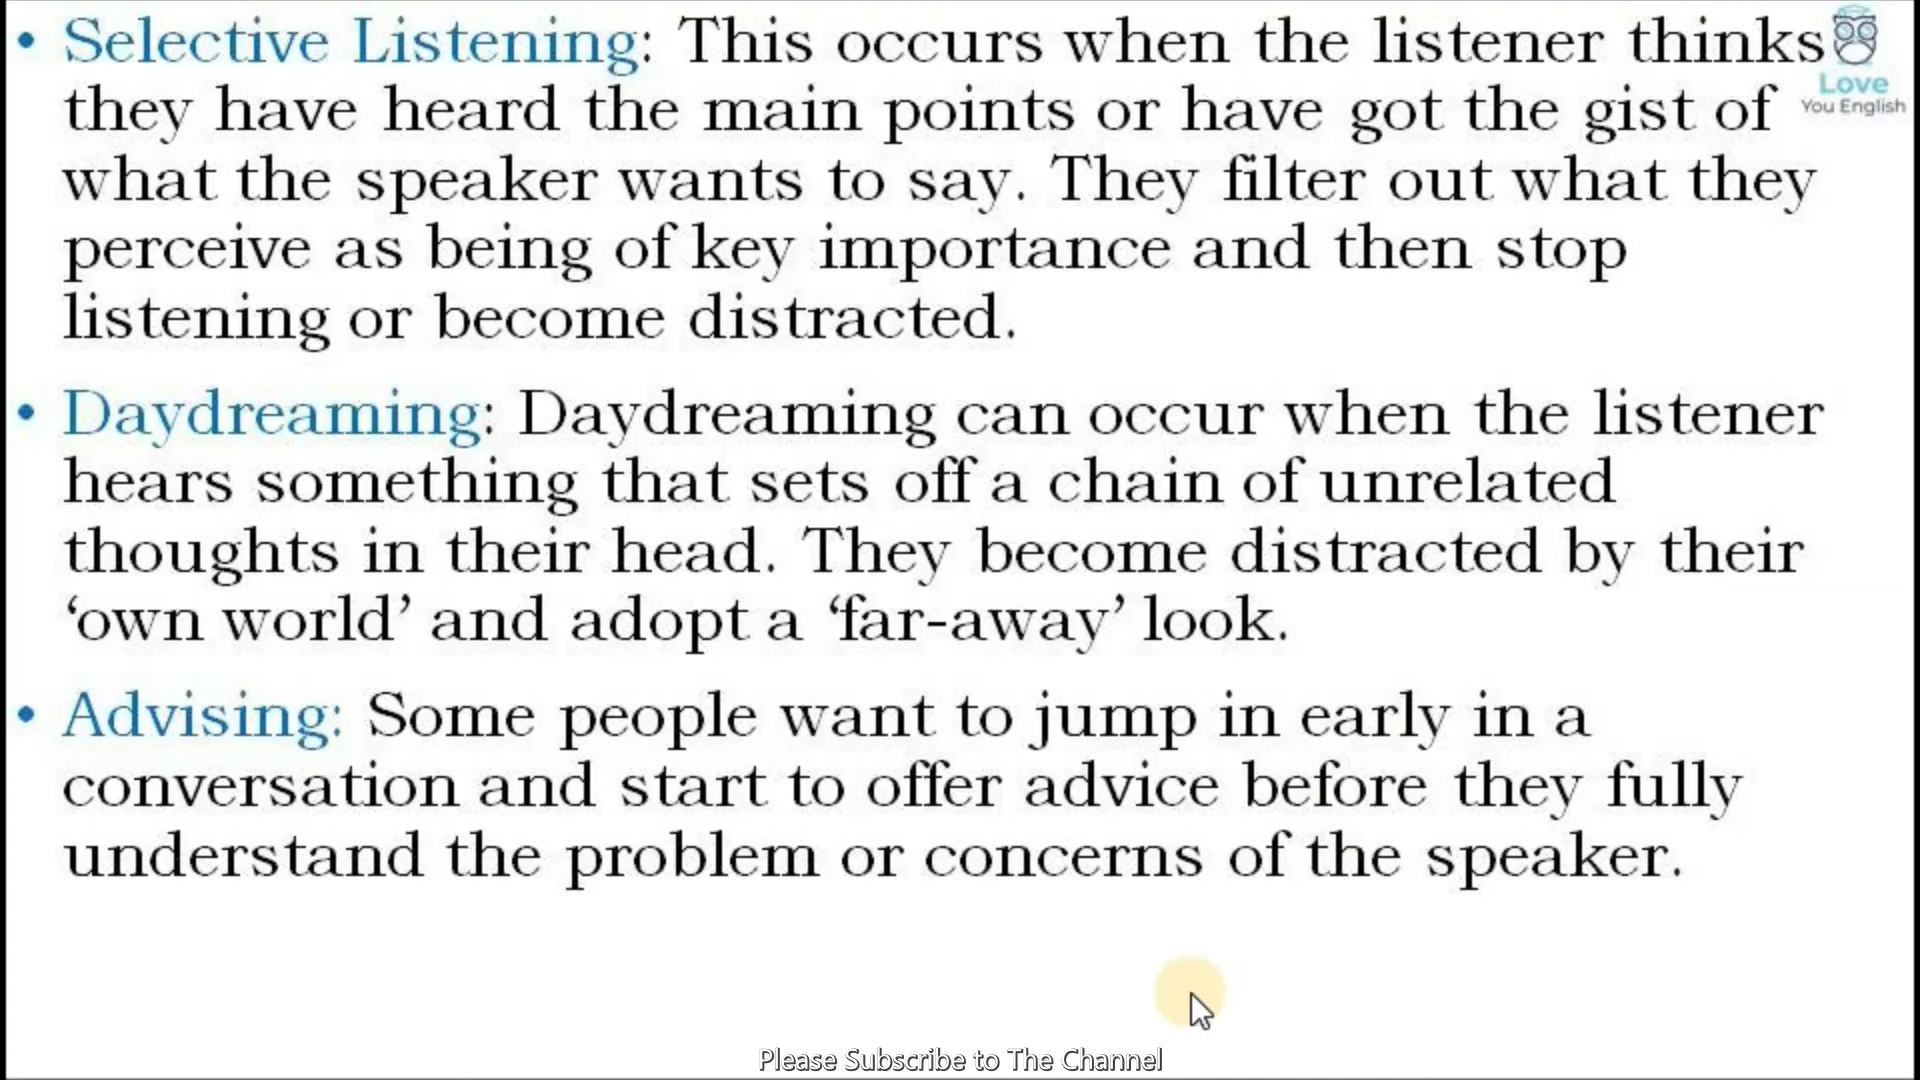 • Selective Listening: This occurs when the listener thinks
they have heard the main points or have got the gist of
what the speaker wants to say. They filter out what they
perceive as being of key importance and then stop
listening or become distracted.
• Daydreaming: Daydreaming can occur when the listener
hears something that sets off a chain of unrelated
thoughts in their head. They become distracted by their
‘own world’ and adopt a ‘far-away’ look.
• Advising: Some people want to jump in early in a
conversation and start to offer advice before they fully
understand the problem or concerns of the speaker.
Love
You English
Please Subscribe to The Channel